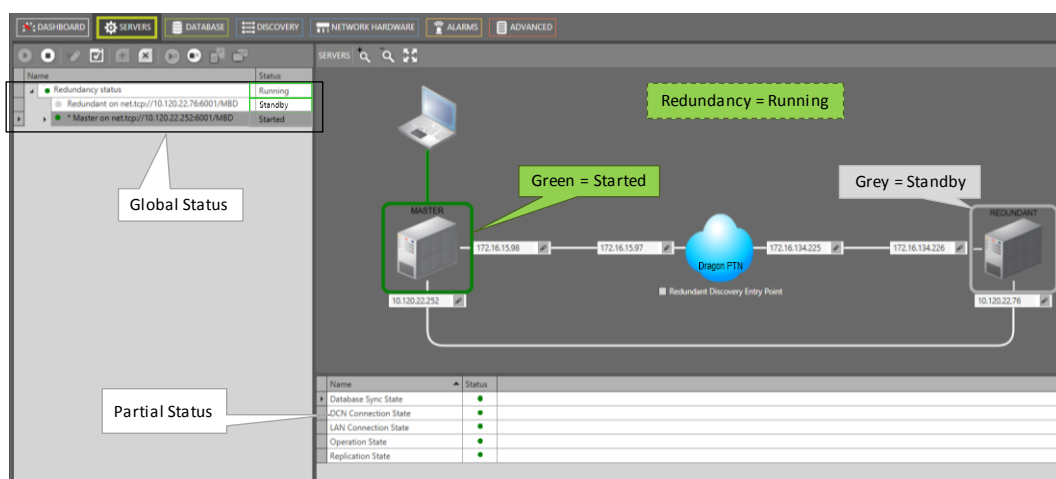 DASHBOARD SERVERS DATABASE DISCOVERY NETWORK HARDWARE ALARMS ADVANCED
SERVERS
Name Status
Redundancy status Running
Redundant on net.tcp://10.120.22.76:6001/MBD Standby
* Master on net.tcp://10.120.22.252:6001/MBD Started
Global Status
Redundancy = Running
Green = Started
Grey = Standby
MASTER
REDUNDANT
172.16.15.98
172.16.15.97
172.16.134.225
172.16.134.226
Dragon PTN
Redundant Discovery Entry Point
10.120.22.252
10.120.22.76
Partial Status
Name Status
Database Sync State
DCN Connection State
LAN Connection State
Operation State
Replication State